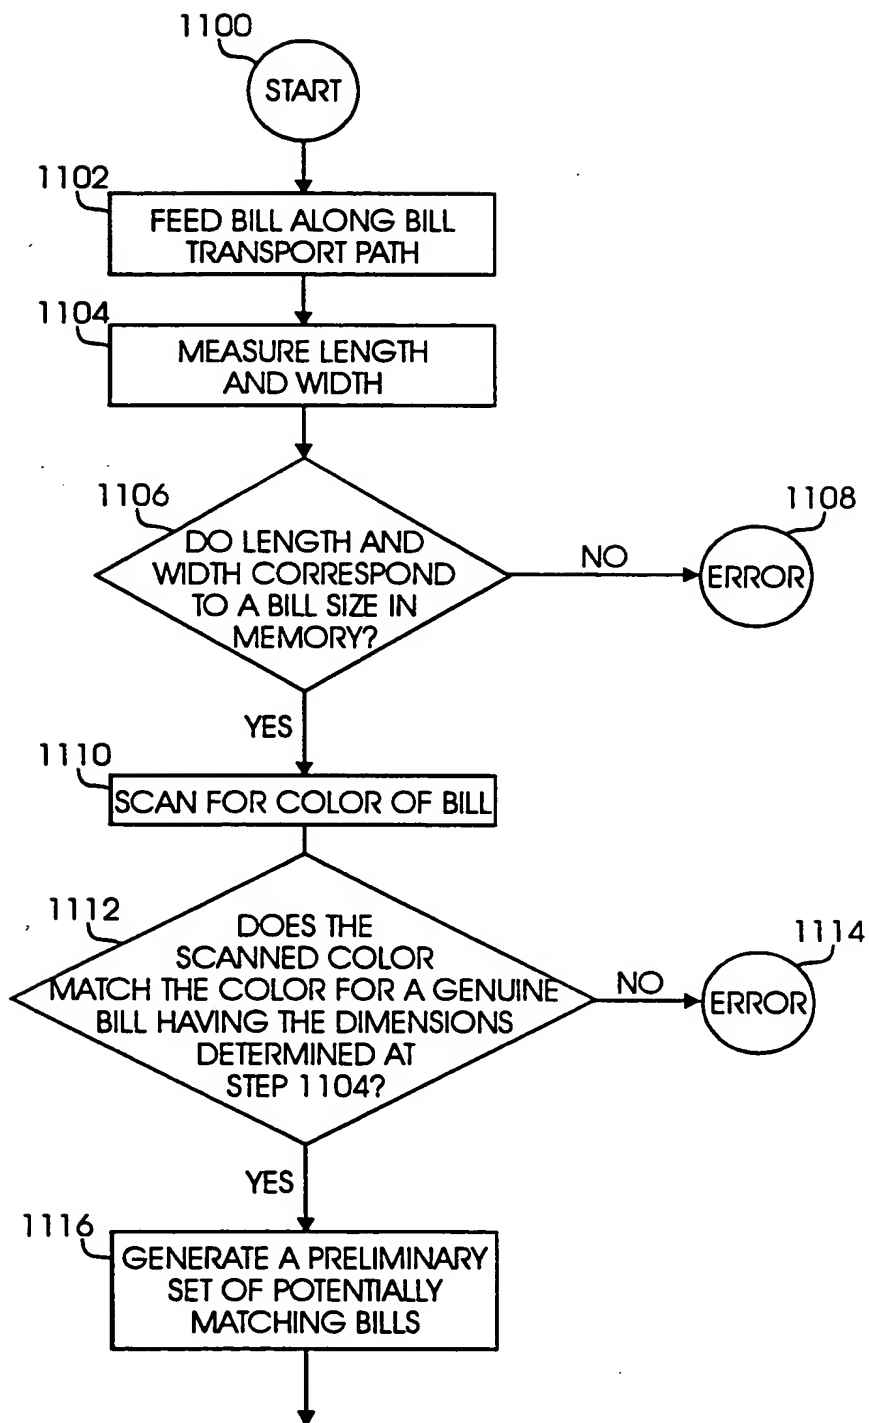 1100
START
1102
FEED BILL ALONG BILL
TRANSPORT PATH
1104
MEASURE LENGTH
AND WIDTH
1106
DO LENGTH AND
WIDTH CORRESPOND
TO A BILL SIZE IN
MEMORY?
NO
1108
ERROR
YES
1110
SCAN FOR COLOR OF BILL
1112
DOES THE
SCANNED COLOR
MATCH THE COLOR FOR A GENUINE
BILL HAVING THE DIMENSIONS
DETERMINED AT
STEP 1104?
NO
1114
ERROR
YES
1116
GENERATE A PRELIMINARY
SET OF POTENTIALLY
MATCHING BILLS